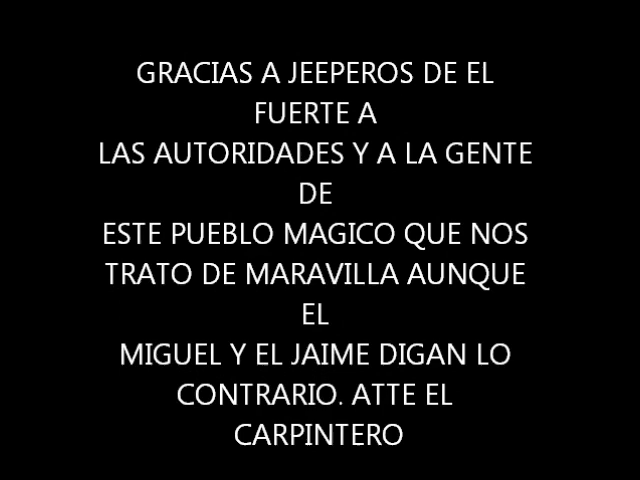 GRACIAS A JEEPEROS DE EL
FUERTE A
LAS AUTORIDADES Y A LA GENTE
DE
ESTE PUEBLO MAGICO QUE NOS
TRATO DE MARAVILLA AUNQUE
EL
MIGUEL Y EL JAIME DIGAN LO
CONTRARIO. ATTE EL
CARPINTERO